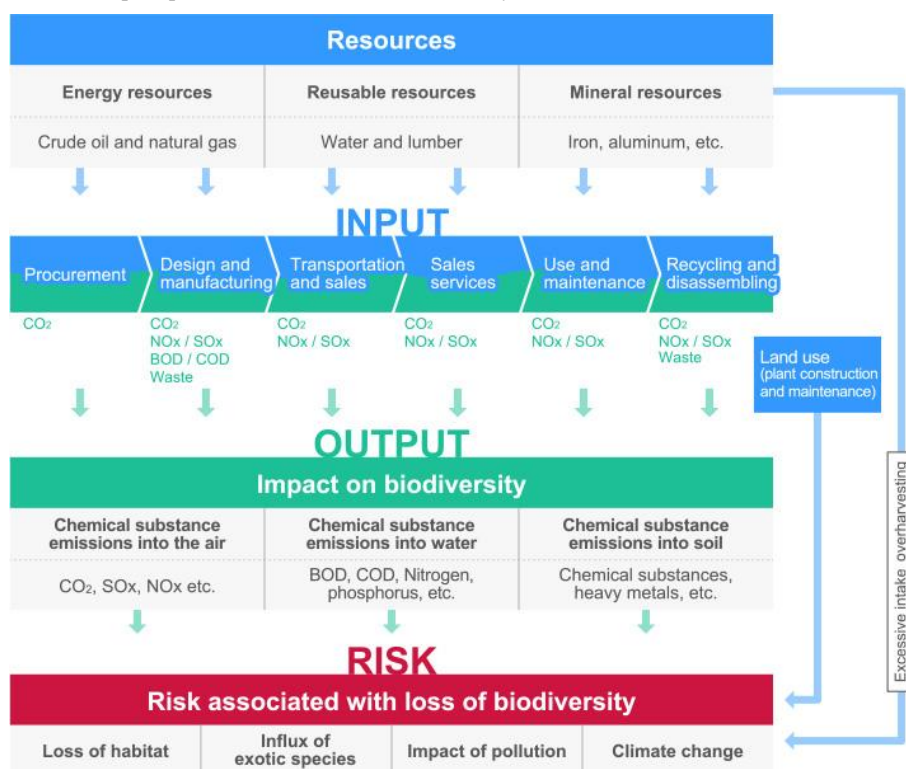 Resources
Energy resources
Reusable resources
Mineral resources
Crude oil and natural gas
Water and lumber
Iron, aluminum, etc.
INPUT
Procurement
Design and
manufacturing
Transportation
and sales
Sales
services
Use and
maintenance
Recycling and
disassembling
CO₂
CO₂
NOx / SOx
BOD / COD
Waste
CO₂
NOx / SOx
CO₂
NOx / SOx
CO₂
NOx / SOx
CO₂
NOx / SOx
Waste
Land use
(plant construction
and maintenance)
Excessive intake overharvesting
OUTPUT
Impact on biodiversity
Chemical substance
emissions into the air
Chemical substance
emissions into water
Chemical substance
emissions into soil
CO₂, SOx, NOx etc.
BOD, COD, Nitrogen,
phosphorus, etc.
Chemical substances,
heavy metals, etc.
RISK
Risk associated with loss of biodiversity
Loss of habitat
Influx of
exotic species
Impact of pollution
Climate change